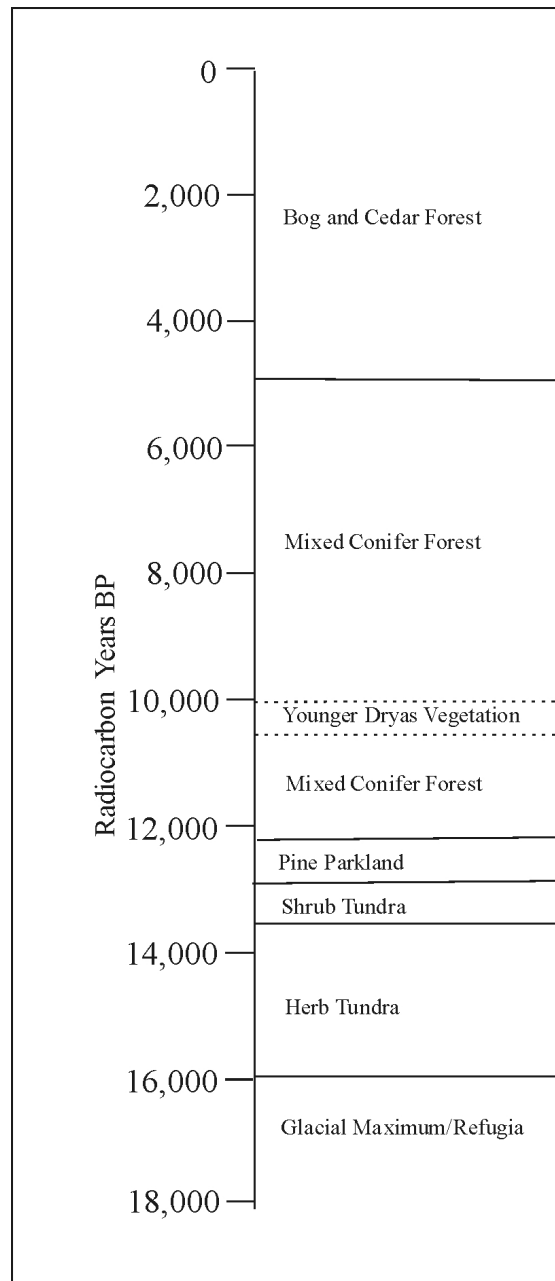 0
2,000
Bog and Cedar Forest
4,000
6,000
Mixed Conifer Forest
8,000
Radiocarbon Years BP
10,000
Younger Dryas Vegetation
Mixed Conifer Forest
12,000
Pine Parkland
Shrub Tundra
14,000
Herb Tundra
16,000
Glacial Maximum/Refugia
18,000